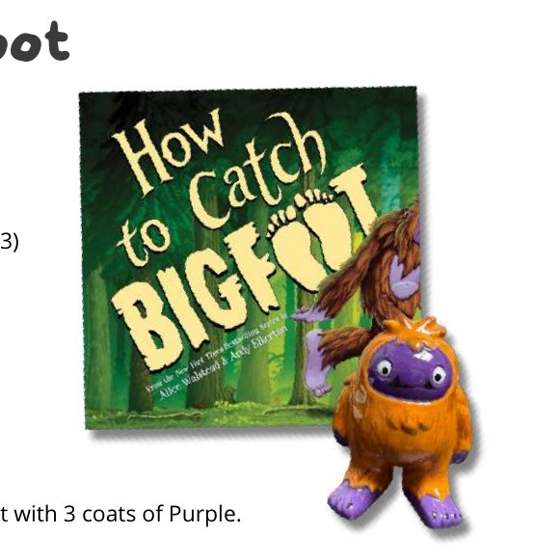 oot
How
to Catch
BIGFOOT
From the New York Times Bestselling Series by
Alice Walstead & Andy Elkerton
3)
t with 3 coats of Purple.